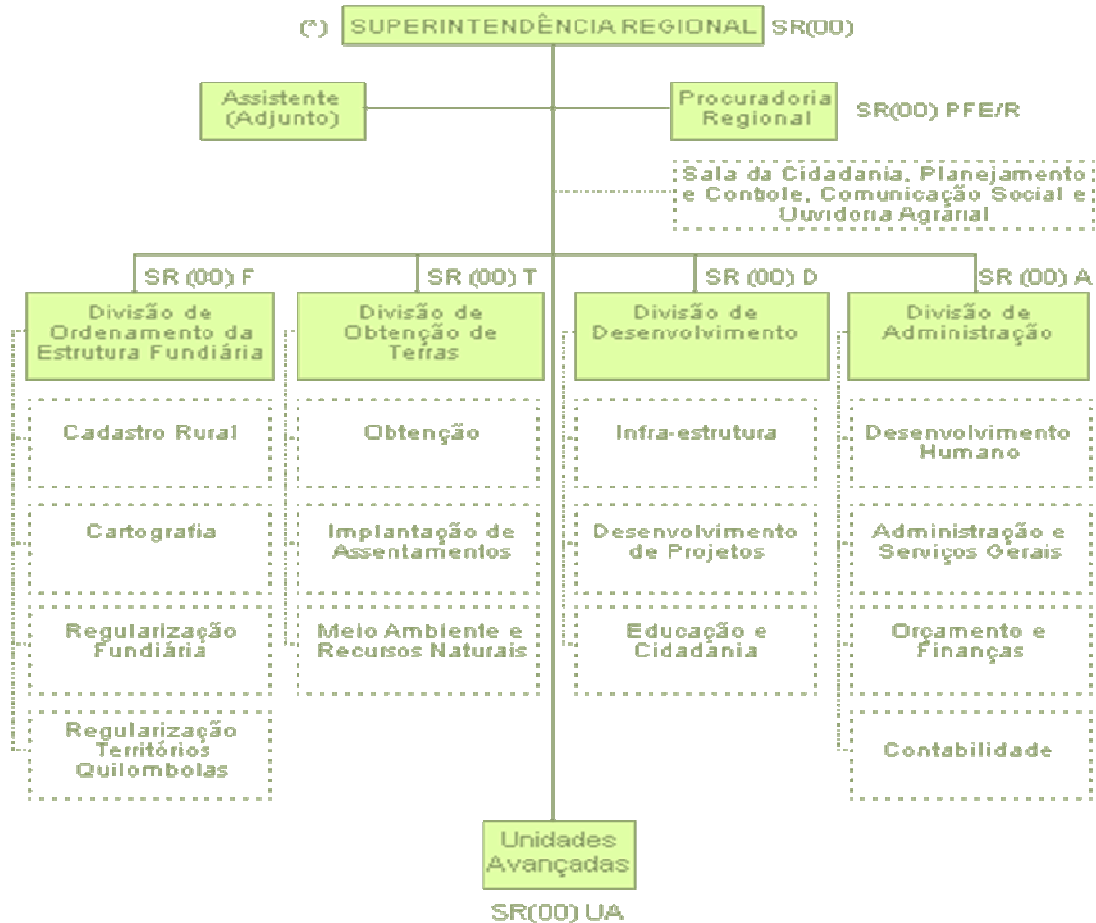 (*) SUPERINTENDÊNCIA REGIONAL SR(00)
Assistente
(Adjunto)
Procuradoria
Regional
SR(00) PFE/R
Sala da Cidadania, Planejamento
e Controle, Comunicação Social e
Ouvidoria Agrárial
SR (00) F
Divisão de
Ordenamento da
Estrutura Fundiária
Cadastro Rural
Cartografia
Regularização
Fundiária
Regularização
Territórios
Quilombolas
SR (00) T
Divisão de
Obtenção de
Terras
Obtenção
Implantação de
Assentamentos
Meio Ambiente e
Recursos Naturais
SR (00) D
Divisão de
Desenvolvimento
Infra-estrutura
Desenvolvimento
de Projetos
Educação e
Cidadania
SR (00) A
Divisão de
Administração
Desenvolvimento
Humano
Administração e
Serviços Gerais
Orçamento e
Finanças
Contabilidade
Unidades
Avançadas
SR(00) UA